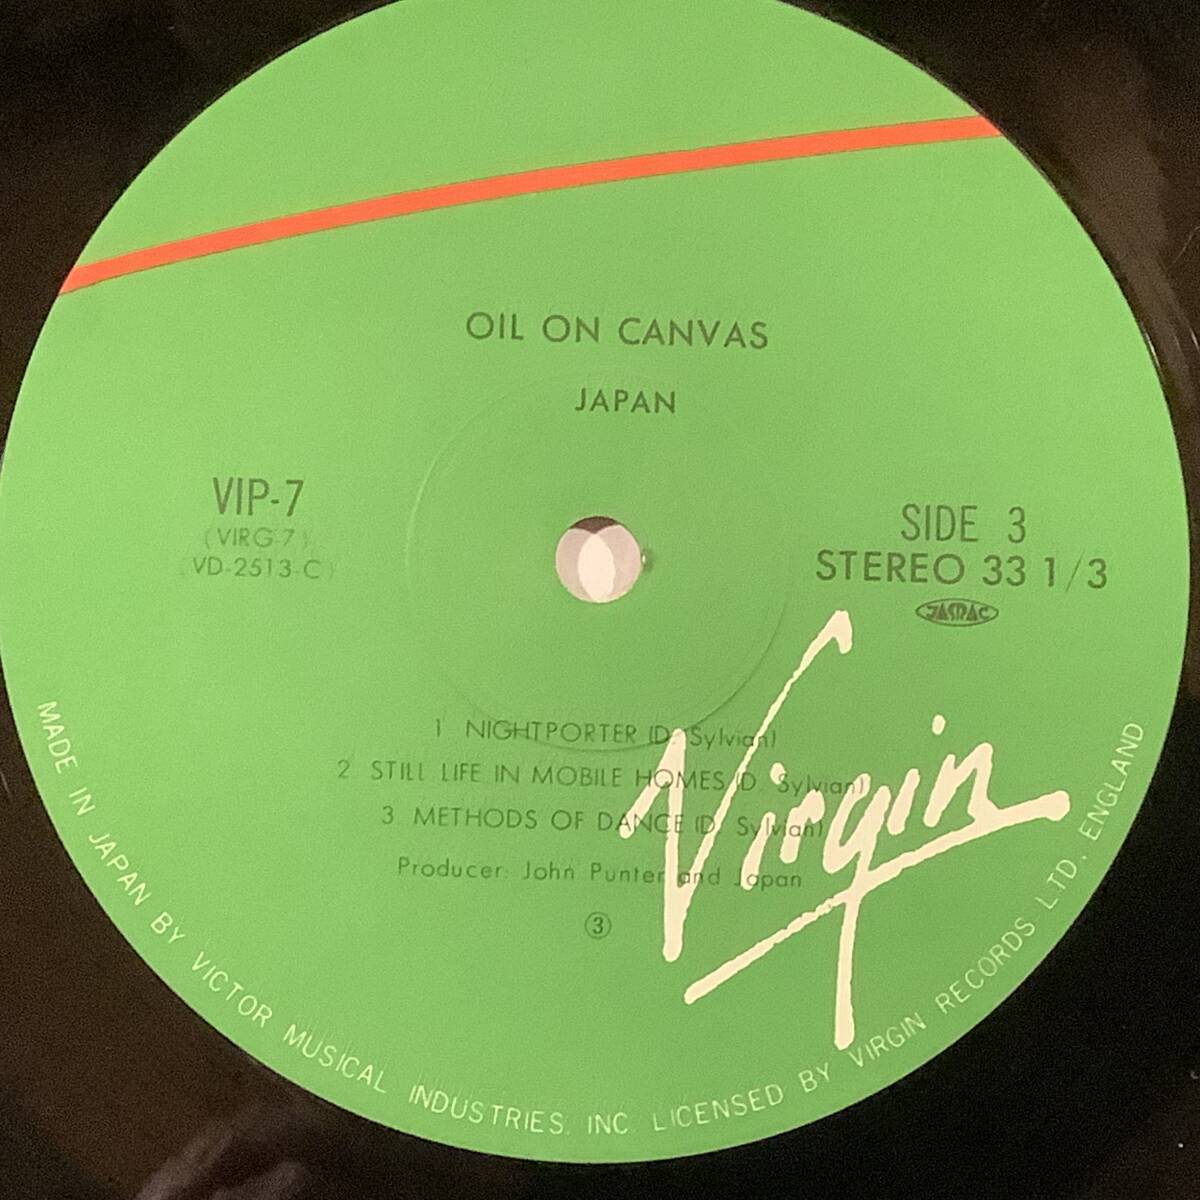 OIL ON CANVAS
JAPAN
VIP-7
(VIRG-7)
(VD-2513-C)
SIDE 3
STEREO 33 1/3
JASRAC
1 NIGHTPORTER (D. Sylvian)
2 STILL LIFE IN MOBILE HOMES (D. Sylvian)
3 METHODS OF DANCE (D. Sylvian)
Producer: John Punter and Japan
③
Virgin
MADE IN JAPAN BY VICTOR MUSICAL INDUSTRIES, INC. LICENSED BY VIRGIN RECORDS LTD. ENGLAND